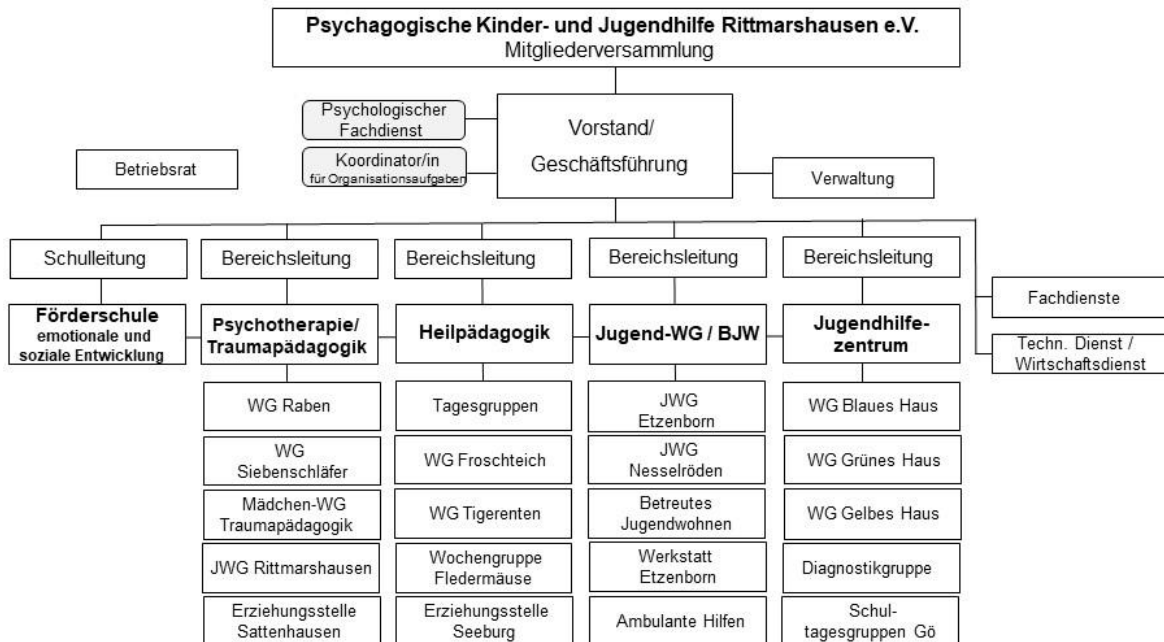 Psychagogische Kinder- und Jugendhilfe Rittmarshausen e.V.
Mitgliederversammlung
Psychologischer
Fachdienst
Vorstand/
Geschäftsführung
Koordinator/in
für Organisationsaufgaben
Betriebsrat
Verwaltung
Schulleitung
Bereichsleitung
Bereichsleitung
Bereichsleitung
Bereichsleitung
Fachdienste
Techn. Dienst /
Wirtschaftsdienst
Förderschule
emotionale und
soziale Entwicklung
Psychotherapie/
Traumapädagogik
Heilpädagogik
Jugend-WG / BJW
Jugendhilfe-
zentrum
WG Raben
Tagesgruppen
JWG
Etzenborn
WG Blaues Haus
WG
Siebenschläfer
WG Froschteich
JWG
Nesselröden
WG Grünes Haus
Mädchen-WG
Traumapädagogik
WG Tigerenten
Betreutes
Jugendwohnen
WG Gelbes Haus
JWG Rittmarshausen
Wochengruppe
Fledermäuse
Werkstatt
Etzenborn
Diagnostikgruppe
Erziehungsstelle
Sattenhausen
Erziehungsstelle
Seeburg
Ambulante Hilfen
Schul-
tagesgruppen Gö